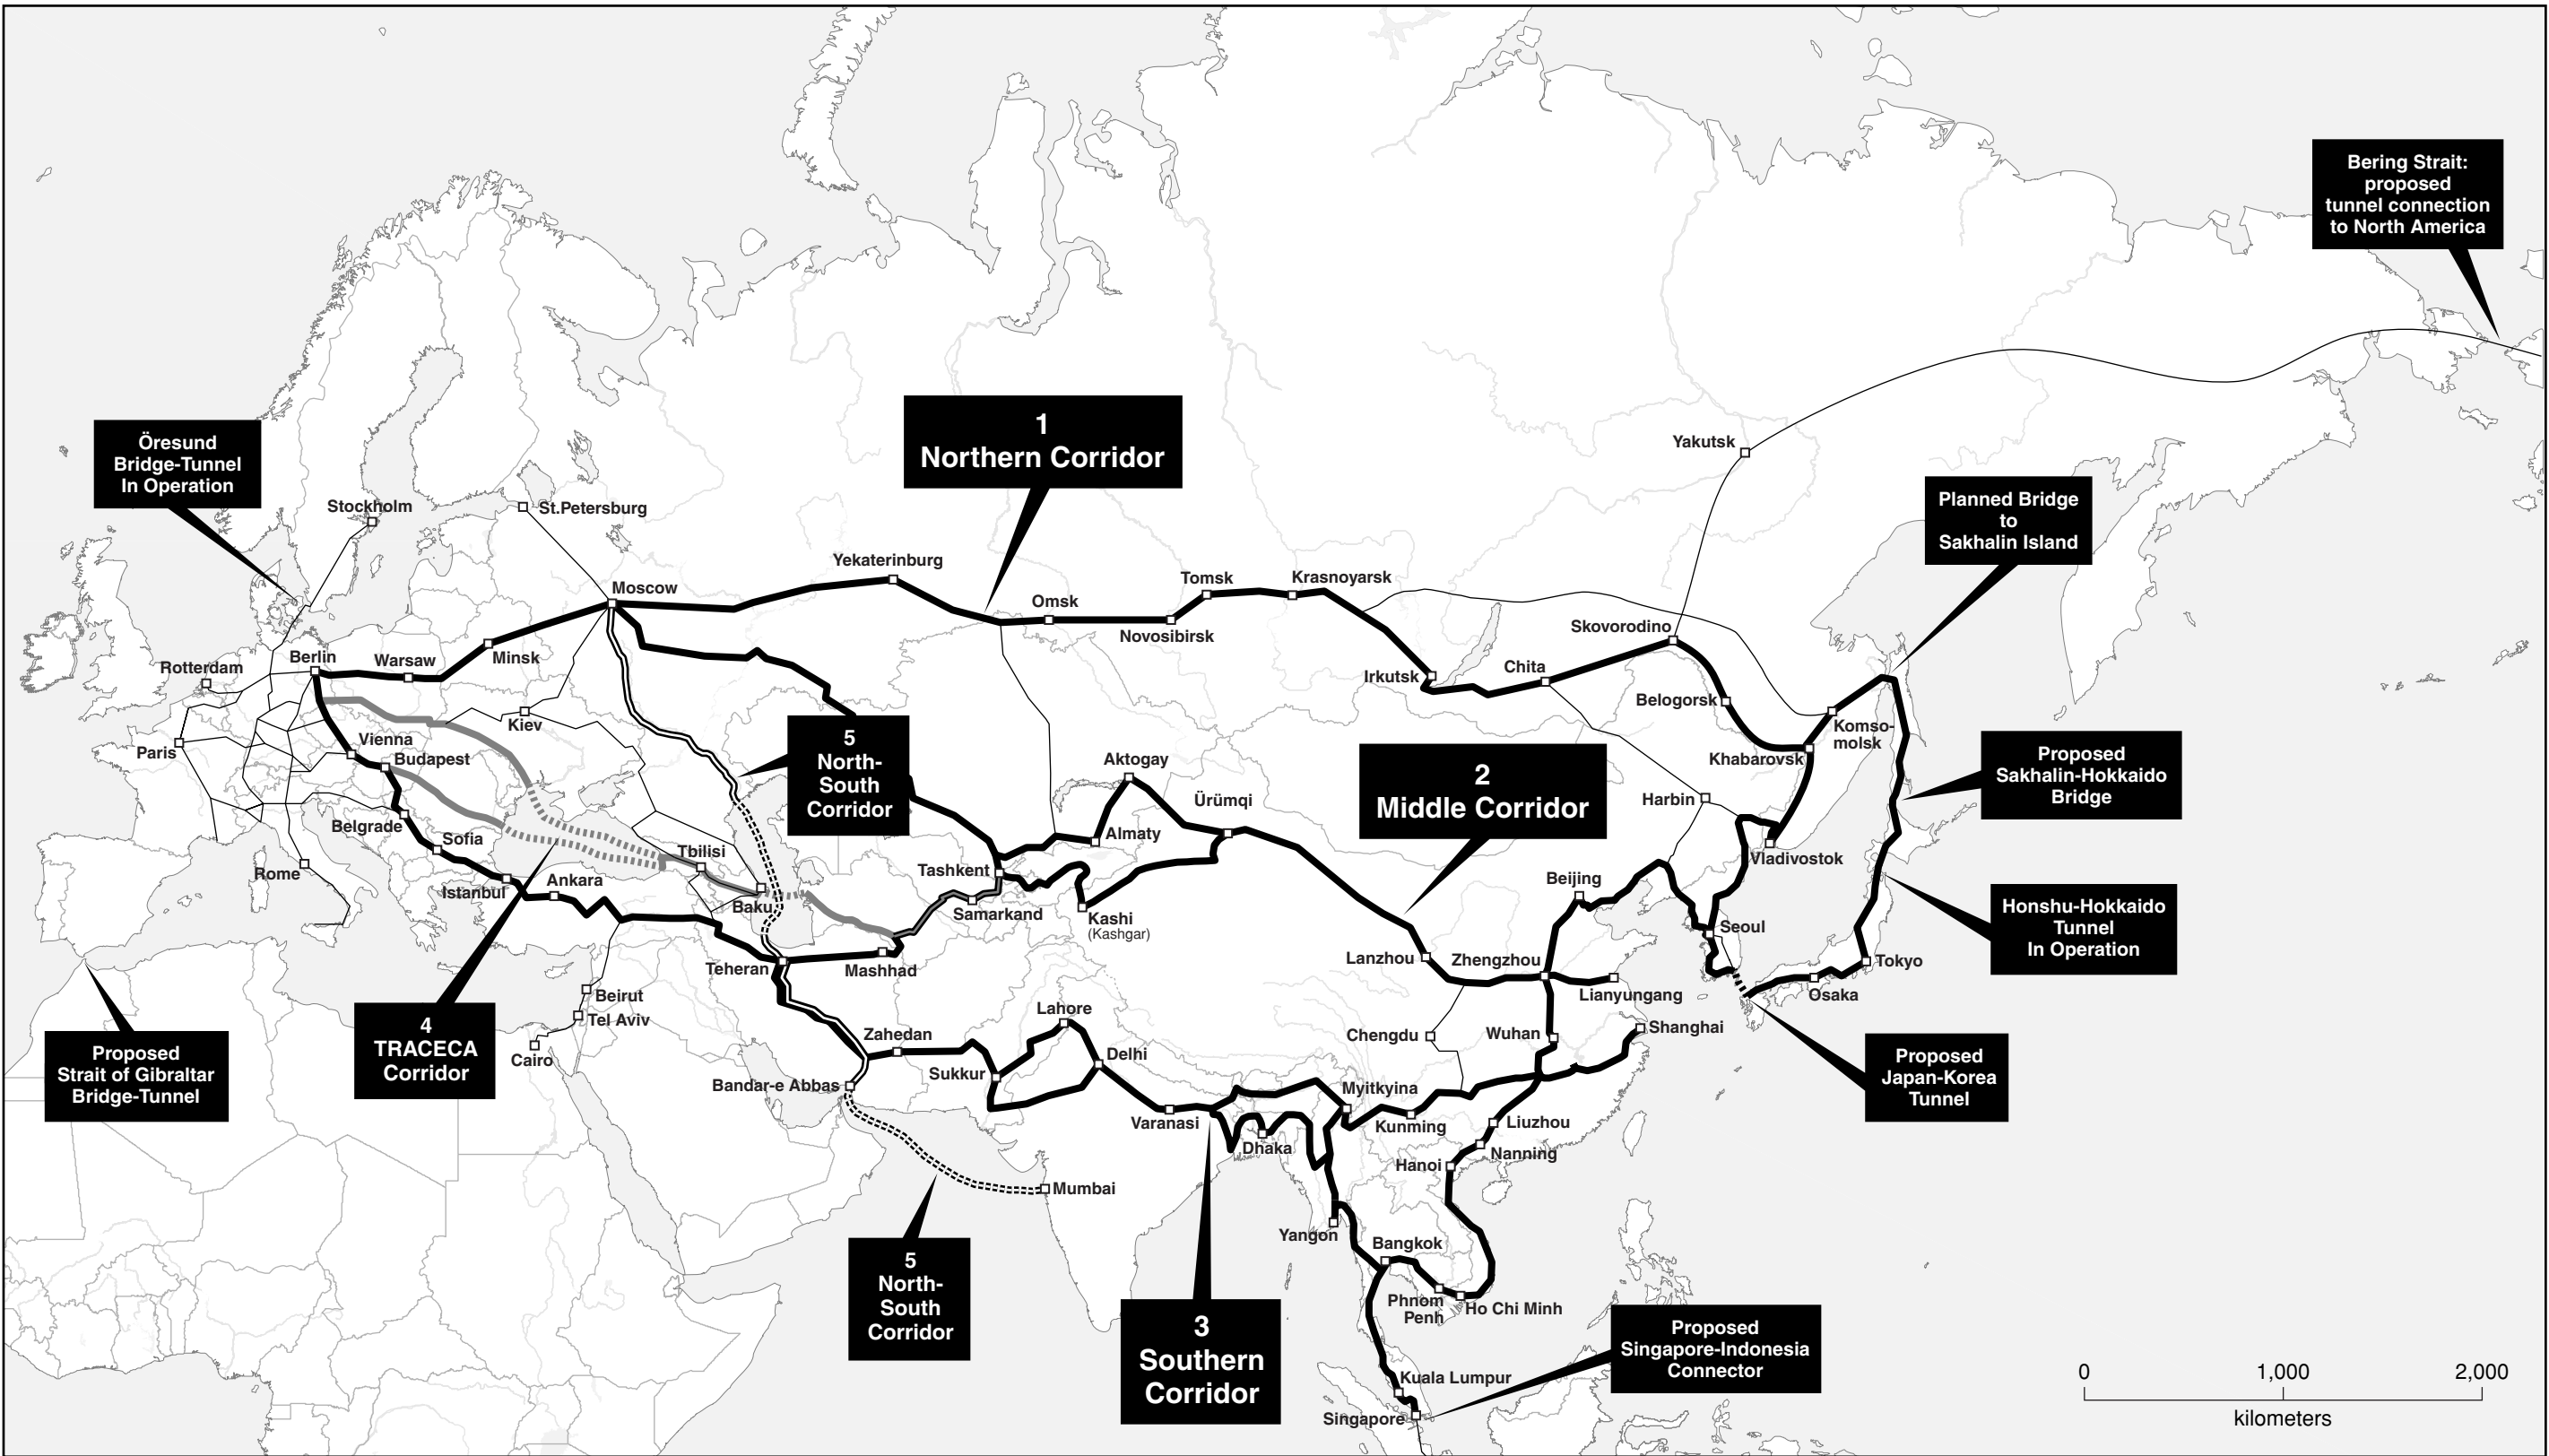 Bering Strait:
proposed
tunnel connection
to North America
1
Northern Corridor
Öresund
Bridge-Tunnel
In Operation
Yakutsk
Planned Bridge
to
Sakhalin Island
Stockholm
St.Petersburg
Yekaterinburg
Moscow
Tomsk
Krasnoyarsk
Omsk
Novosibirsk
Skovorodino
Rotterdam
Berlin
Warsaw
Minsk
Irkutsk
Chita
Belogorsk
Komso-
molsk
Khabarovsk
Kiev
Paris
Vienna
Budapest
5
North-
South
Corridor
Aktogay
Ürümqi
2
Middle Corridor
Harbin
Proposed
Sakhalin-Hokkaido
Bridge
Belgrade
Sofia
Almaty
Vladivostok
Rome
Tbilisi
Tashkent
Istanbul
Ankara
Baku
Samarkand
Kashi
(Kashgar)
Beijing
Seoul
Honshu-Hokkaido
Tunnel
In Operation
Teheran
Mashhad
Lanzhou
Zhengzhou
Tokyo
Lianyungang
Osaka
Beirut
Tel Aviv
Cairo
Lahore
Zahedan
Delhi
Sukkur
Chengdu
Wuhan
Shanghai
Proposed
Strait of Gibraltar
Bridge-Tunnel
4
TRACECA
Corridor
Bandar-e Abbas
Proposed
Japan-Korea
Tunnel
Myitkyina
Varanasi
Dhaka
Kunming
Liuzhou
Nanning
Hanoi
Mumbai
Yangon
Bangkok
5
North-
South
Corridor
Phnom
Penh
Ho Chi Minh
3
Southern
Corridor
Proposed
Singapore-Indonesia
Connector
Kuala Lumpur
Singapore
0 1,000 2,000
kilometers